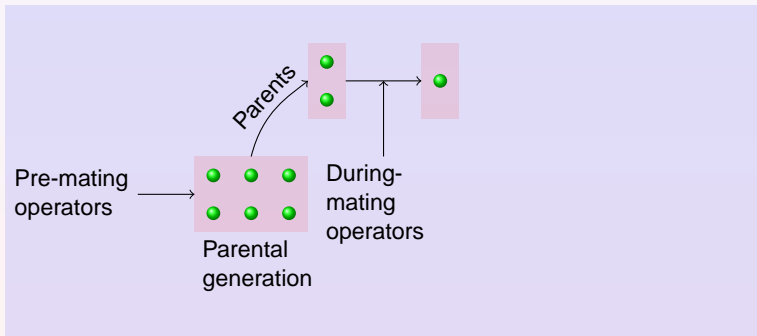 Parents
Pre-mating
operators
During-
mating
operators
Parental
generation